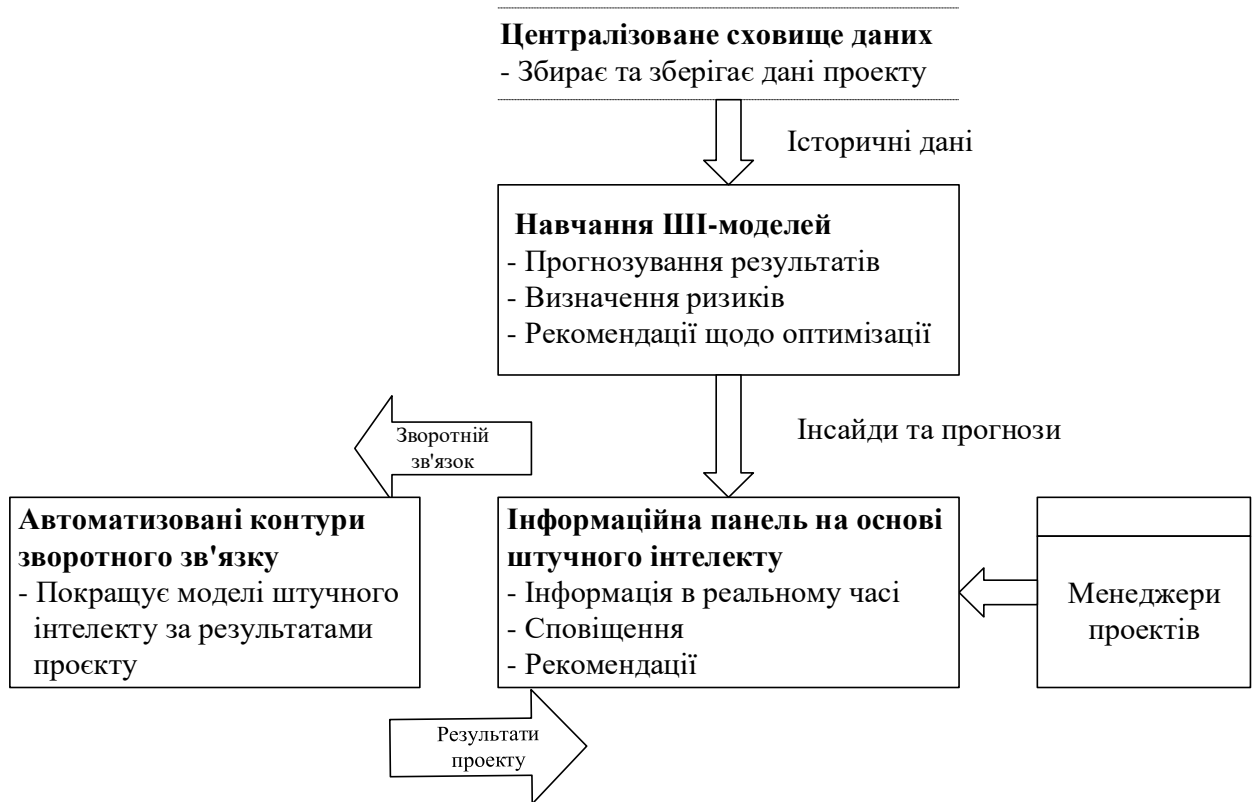 Централізоване сховище даних
- Збирає та зберігає дані проекту
Історичні дані
Навчання ШІ-моделей
- Прогнозування результатів
- Визначення ризиків
- Рекомендації щодо оптимізації
Інсайди та прогнози
Зворотній
зв'язок
Автоматизовані контури
зворотного зв'язку
- Покращує моделі штучного
інтелекту за результатами
проєкту
Інформаційна панель на основі
штучного інтелекту
- Інформація в реальному часі
- Сповіщення
- Рекомендації
Менеджери
проектів
Результати
проекту